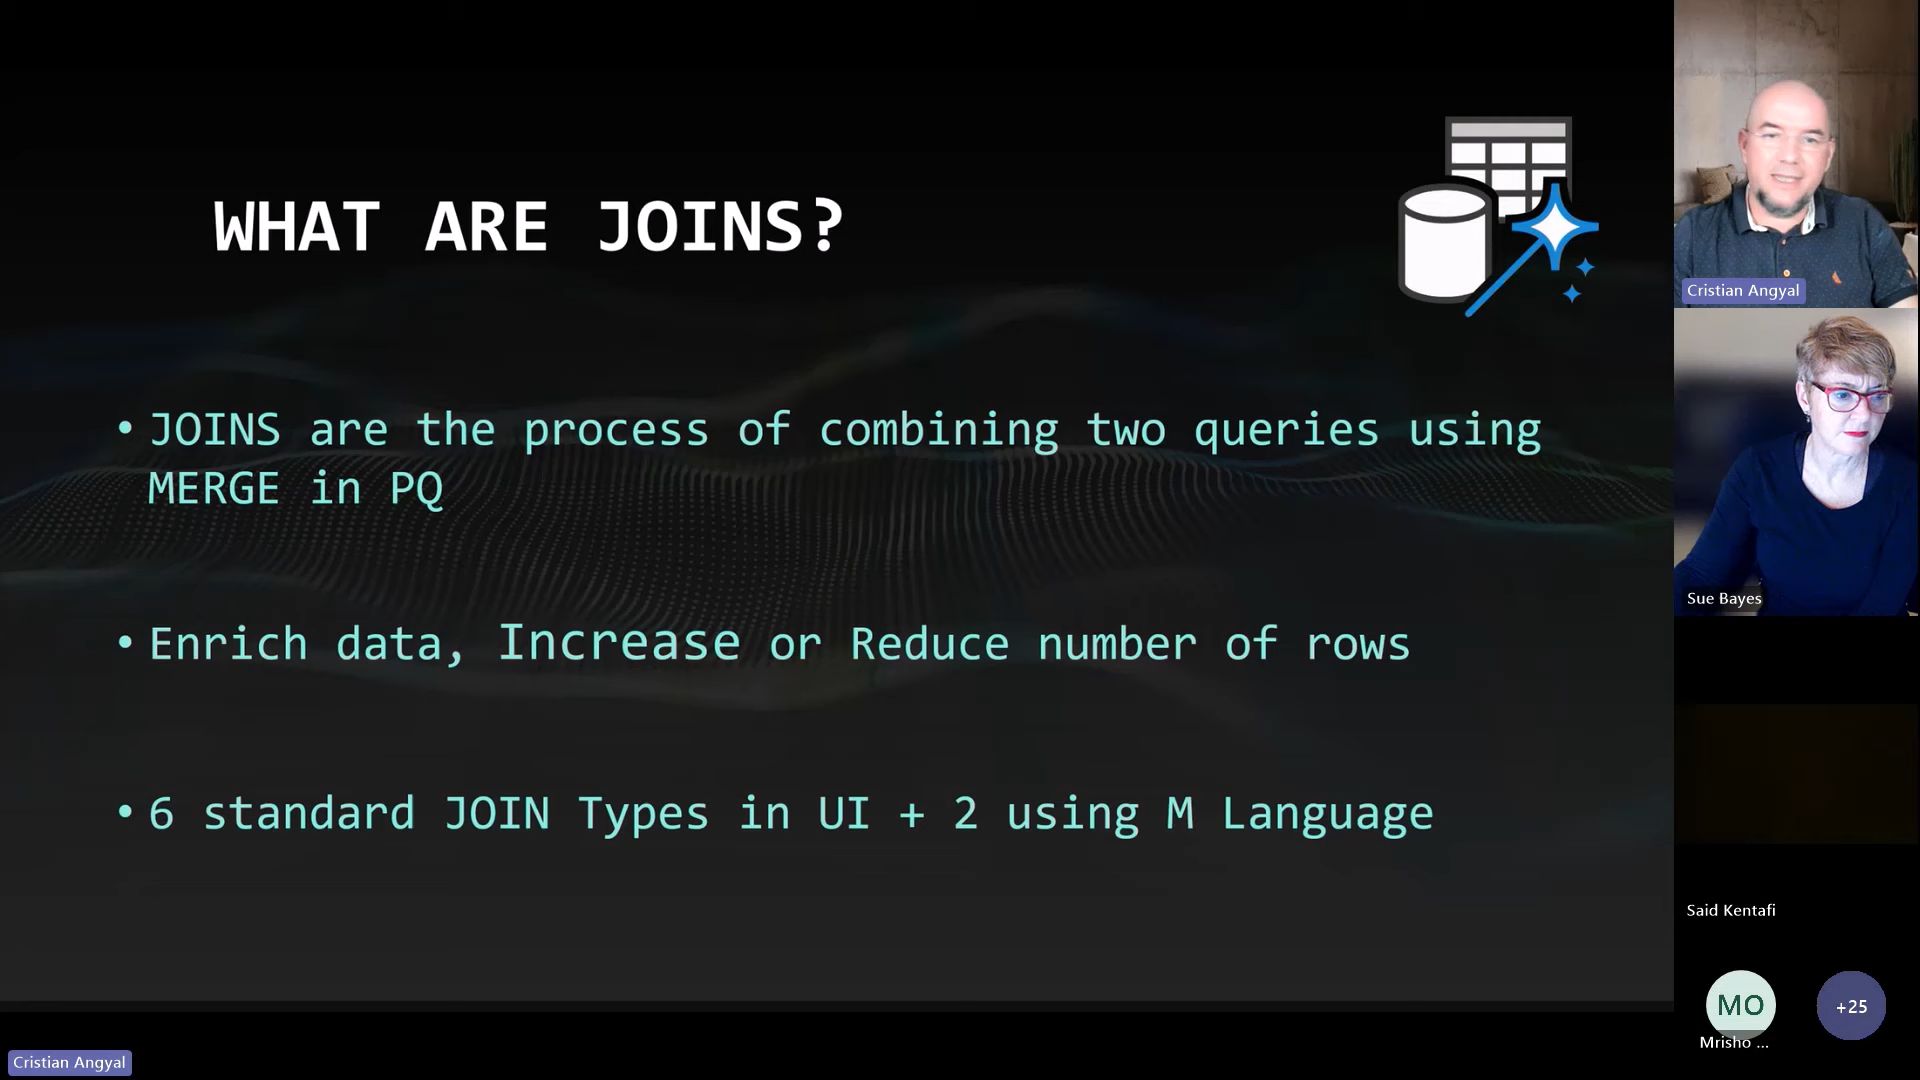 WHAT ARE JOINS?
• JOINS are the process of combining two queries using
MERGE in PQ
• Enrich data, Increase or Reduce number of rows
• 6 standard JOIN Types in UI + 2 using M Language
Cristian Angyal
Sue Bayes
Said Kentafi
MO
Mrisho ...
+25
Cristian Angyal